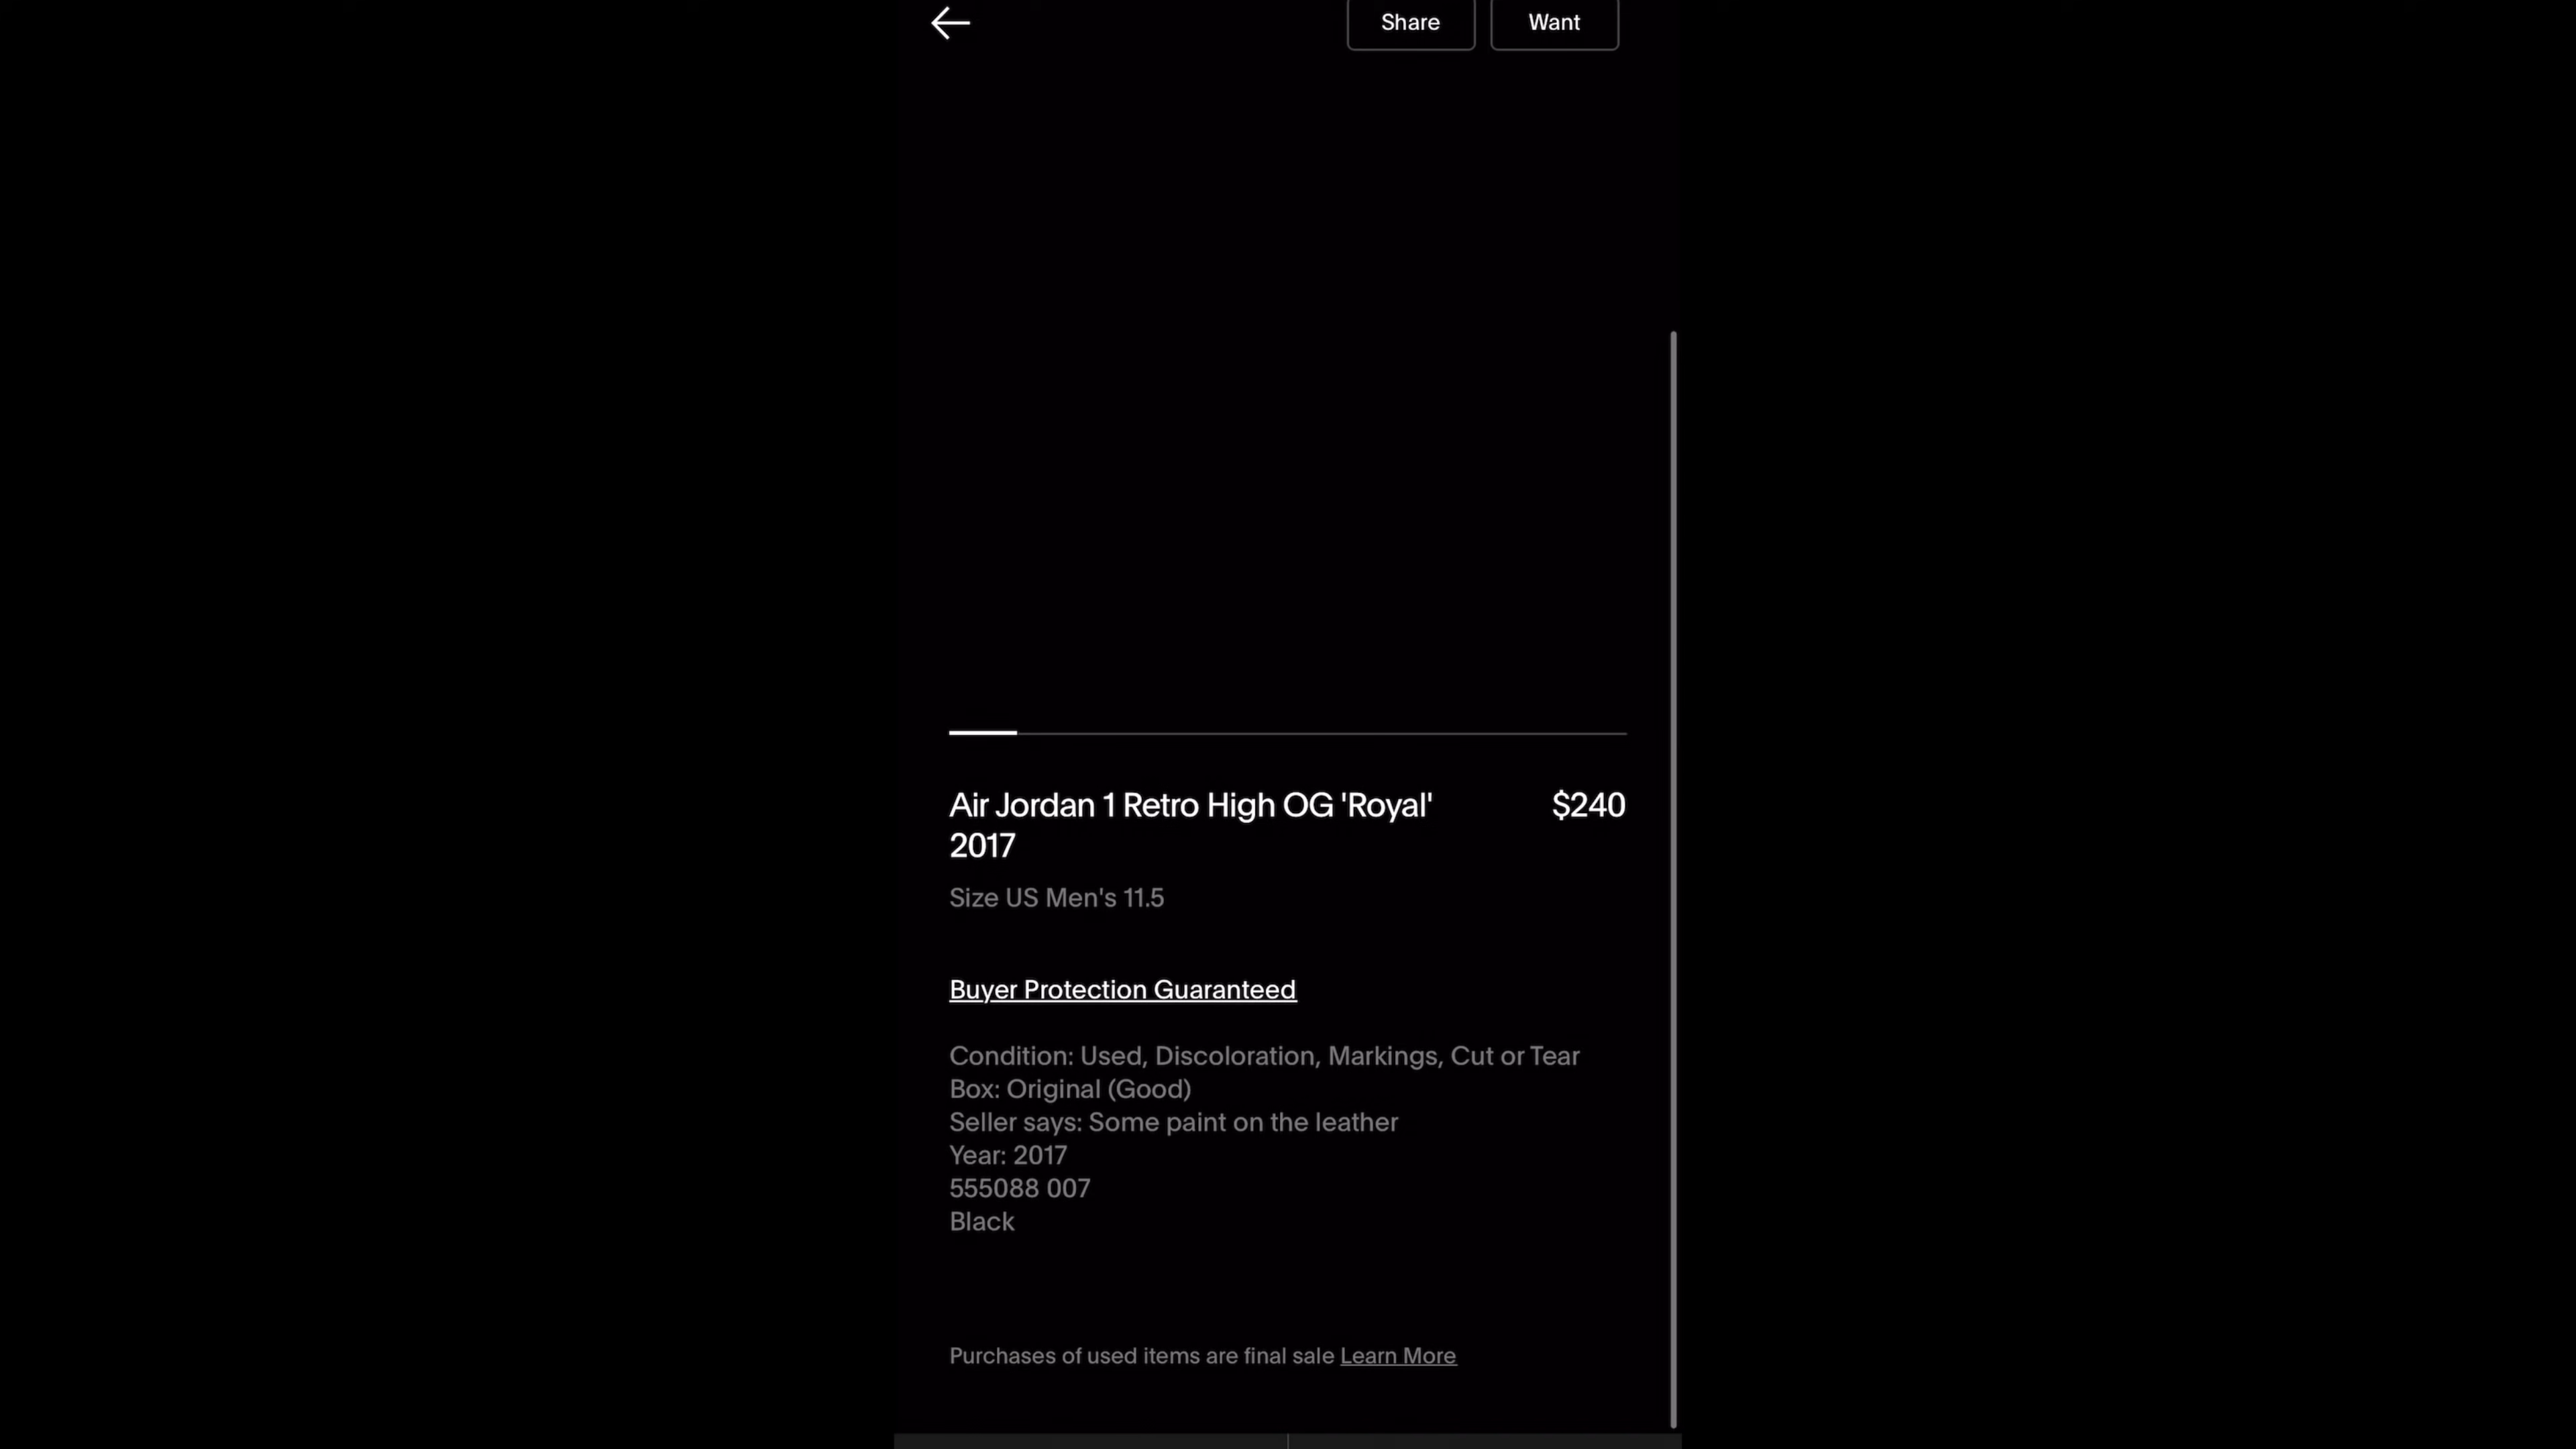 Share
Want
Air Jordan 1 Retro High OG 'Royal' $240
2017
Size US Men's 11.5
Buyer Protection Guaranteed
Condition: Used, Discoloration, Markings, Cut or Tear
Box: Original (Good)
Seller says: Some paint on the leather
Year: 2017
555088 007
Black
Purchases of used items are final sale Learn More